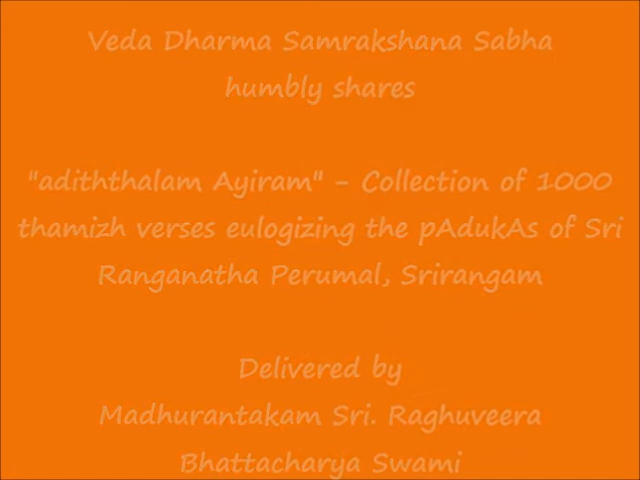 Veda Dharma Samrakshana Sabha
humbly shares
"adiththalam Ayiram" - Collection of 1000
thamizh verses eulogizing the pAdukAs of Sri
Ranganatha Perumal, Srirangam
Delivered by
Madhurantakam Sri. Raghuveera
Bhattacharya Swami